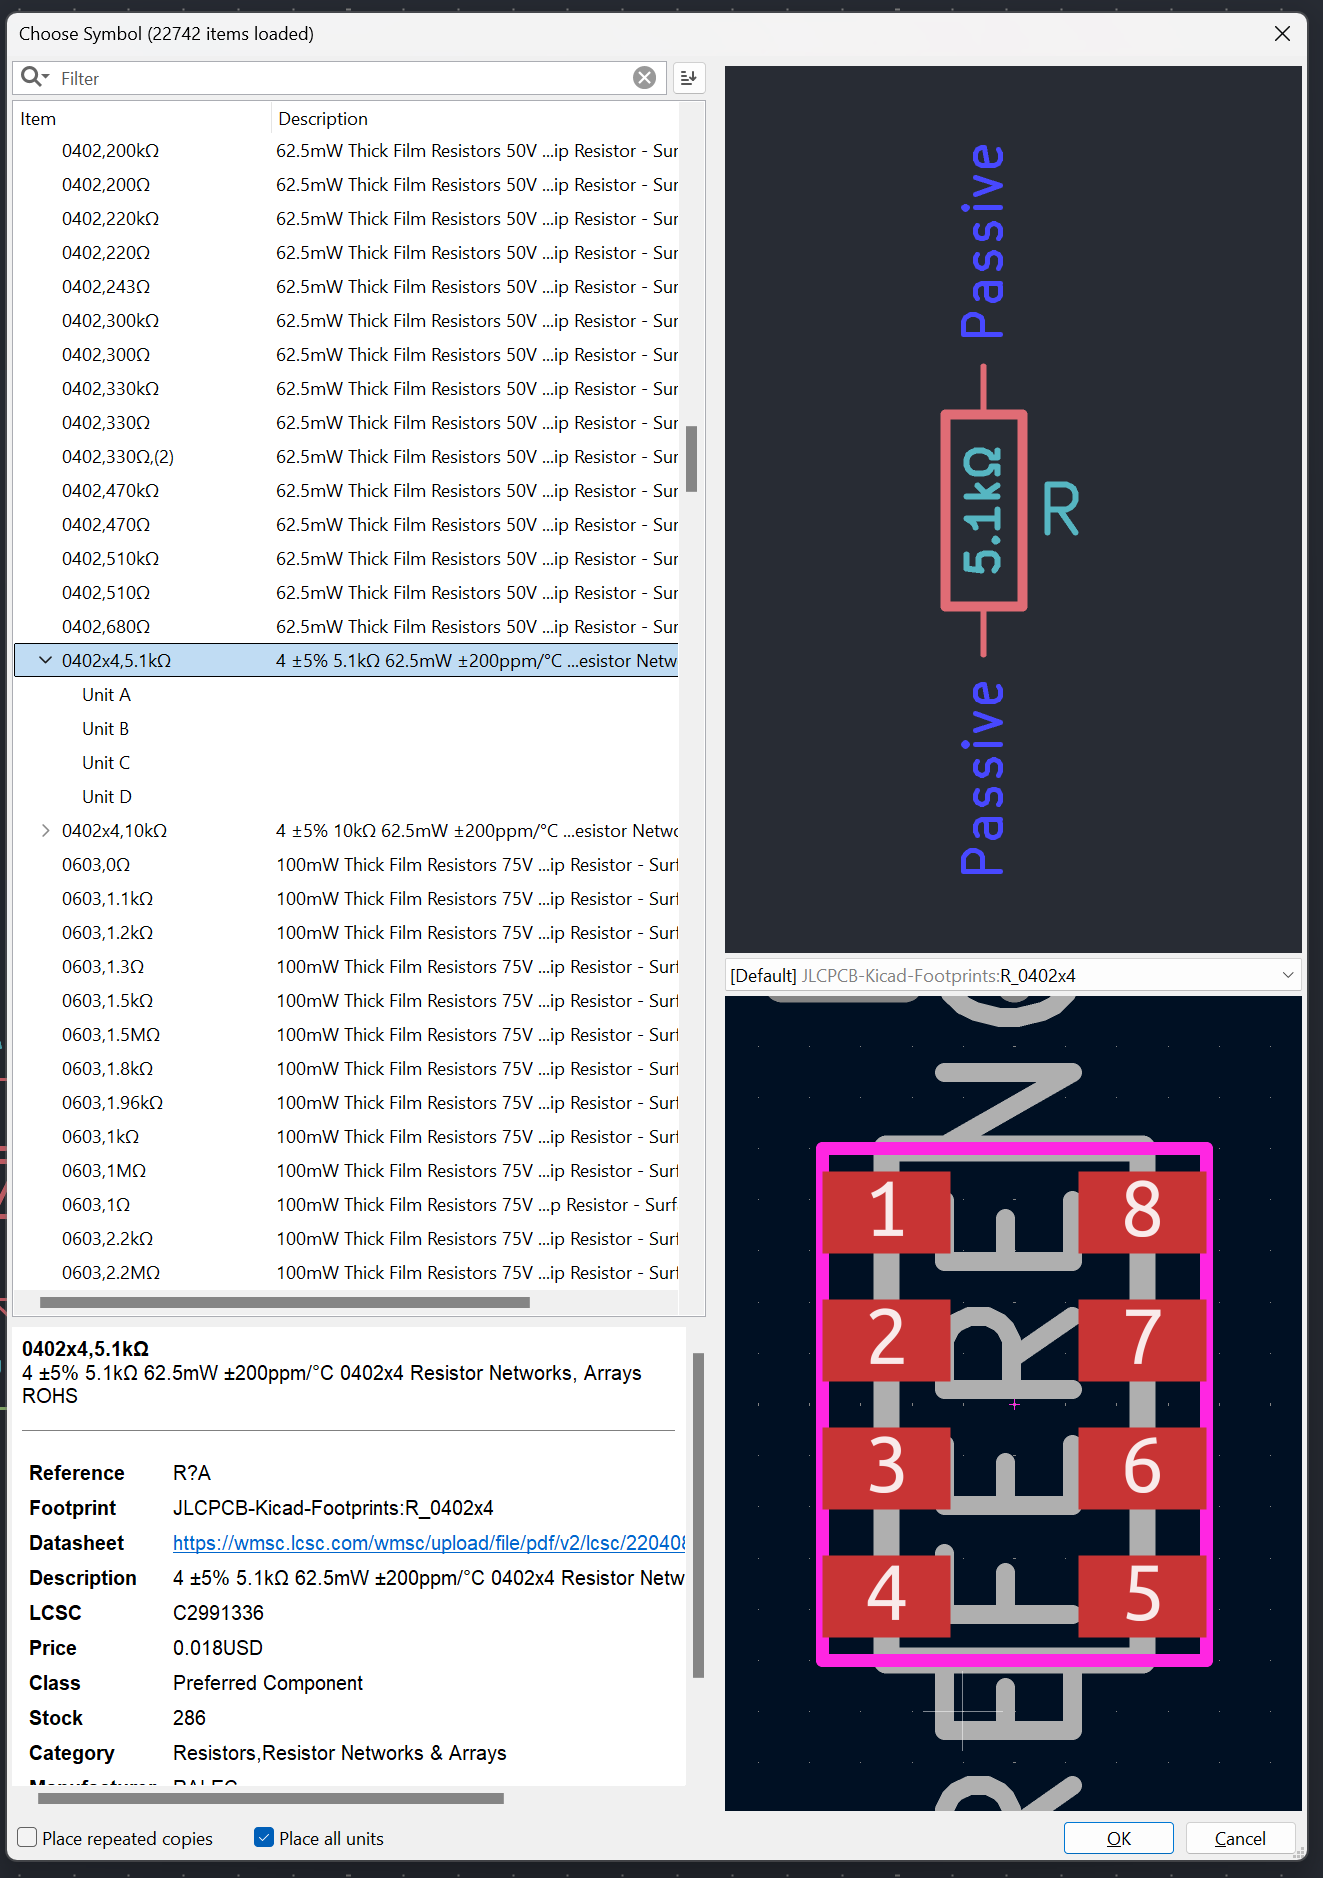 Choose Symbol (22742 items loaded)
Filter
Item Description
0402,200kΩ 62.5mW Thick Film Resistors 50V ...ip Resistor - Sur
0402,200Ω 62.5mW Thick Film Resistors 50V ...ip Resistor - Sur
0402,220kΩ 62.5mW Thick Film Resistors 50V ...ip Resistor - Sur
0402,220Ω 62.5mW Thick Film Resistors 50V ...ip Resistor - Sur
0402,243Ω 62.5mW Thick Film Resistors 50V ...ip Resistor - Sur
0402,300kΩ 62.5mW Thick Film Resistors 50V ...ip Resistor - Sur
0402,300Ω 62.5mW Thick Film Resistors 50V ...ip Resistor - Sur
0402,330kΩ 62.5mW Thick Film Resistors 50V ...ip Resistor - Sur
0402,330Ω 62.5mW Thick Film Resistors 50V ...ip Resistor - Sur
0402,330Ω,(2) 62.5mW Thick Film Resistors 50V ...ip Resistor - Sur
0402,470kΩ 62.5mW Thick Film Resistors 50V ...ip Resistor - Sur
0402,470Ω 62.5mW Thick Film Resistors 50V ...ip Resistor - Sur
0402,510kΩ 62.5mW Thick Film Resistors 50V ...ip Resistor - Sur
0402,510Ω 62.5mW Thick Film Resistors 50V ...ip Resistor - Sur
0402,680Ω 62.5mW Thick Film Resistors 50V ...ip Resistor - Sur
0402x4,5.1kΩ 4 ±5% 5.1kΩ 62.5mW ±200ppm/°C ...esistor Netw
Unit A
Unit B
Unit C
Unit D
0402x4,10kΩ 4 ±5% 10kΩ 62.5mW ±200ppm/°C ...esistor Netwo
0603,0Ω 100mW Thick Film Resistors 75V ...ip Resistor - Surf
0603,1.1kΩ 100mW Thick Film Resistors 75V ...ip Resistor - Surf
0603,1.2kΩ 100mW Thick Film Resistors 75V ...ip Resistor - Surf
0603,1.3Ω 100mW Thick Film Resistors 75V ...ip Resistor - Surf
0603,1.5kΩ 100mW Thick Film Resistors 75V ...ip Resistor - Surf
0603,1.5MΩ 100mW Thick Film Resistors 75V ...ip Resistor - Surf
0603,1.8kΩ 100mW Thick Film Resistors 75V ...ip Resistor - Surf
0603,1.96kΩ 100mW Thick Film Resistors 75V ...ip Resistor - Surf
0603,1kΩ 100mW Thick Film Resistors 75V ...ip Resistor - Surf
0603,1MΩ 100mW Thick Film Resistors 75V ...ip Resistor - Surf
0603,1Ω 100mW Thick Film Resistors 75V ...p Resistor - Surf
0603,2.2kΩ 100mW Thick Film Resistors 75V ...ip Resistor - Surf
0603,2.2MΩ 100mW Thick Film Resistors 75V ...ip Resistor - Surf
0402x4,5.1kΩ
4 ±5% 5.1kΩ 62.5mW ±200ppm/°C 0402x4 Resistor Networks, Arrays
ROHS
Reference R?A
Footprint JLCPCB-Kicad-Footprints:R_0402x4
Datasheet https://wmsc.lcsc.com/wmsc/upload/file/pdf/v2/lcsc/22040
Description 4 ±5% 5.1kΩ 62.5mW ±200ppm/°C 0402x4 Resistor Netw
LCSC C2991336
Price 0.018USD
Class Preferred Component
Stock 286
Category Resistors,Resistor Networks & Arrays
Place repeated copies
Place all units
Passive
5.1kΩ
R
Passive
[Default] JLCPCB-Kicad-Footprints:R_0402x4
1 8
2 7
3 6
4 5
REFEREN
OK
Cancel